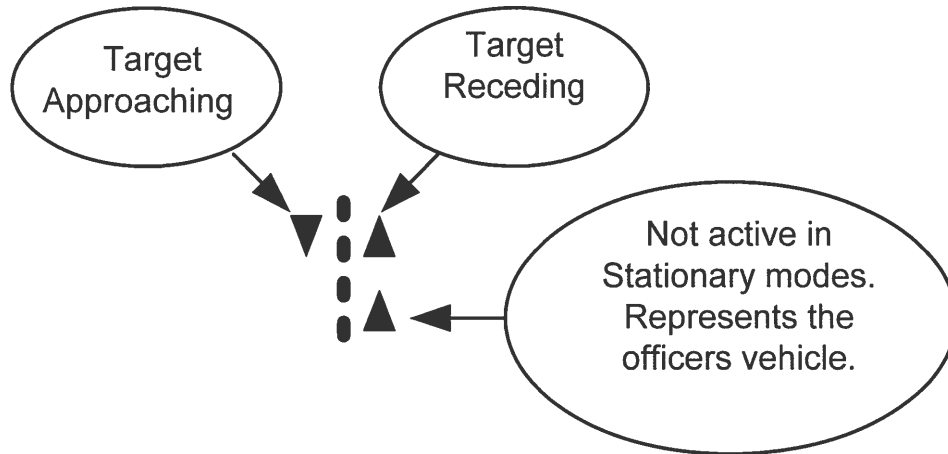 Target
Approaching
Target
Receding
Not active in
Stationary modes.
Represents the
officers vehicle.